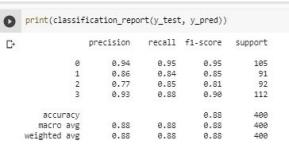 print(classification_report(y_test, y_pred))
precision recall f1-score support
0 0.94 0.95 0.95 105
1 0.86 0.84 0.85 91
2 0.77 0.85 0.81 92
3 0.93 0.88 0.90 112
accuracy 0.88 400
macro avg 0.88 0.88 0.88 400
weighted avg 0.88 0.88 0.88 400